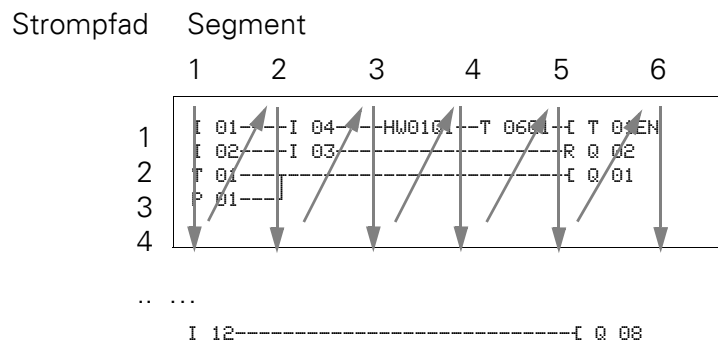 Strompfad Segment
1 2 3 4 5 6
1 I 01----I 04----HW01Q1--T 06Q1-[ T 04EN
2 I 02----I 03-------------------R Q 02
3 T 01---┬-----------------------[ Q 01
4 P 01---┘
.. ...
I 12---------------------------[ Q 08